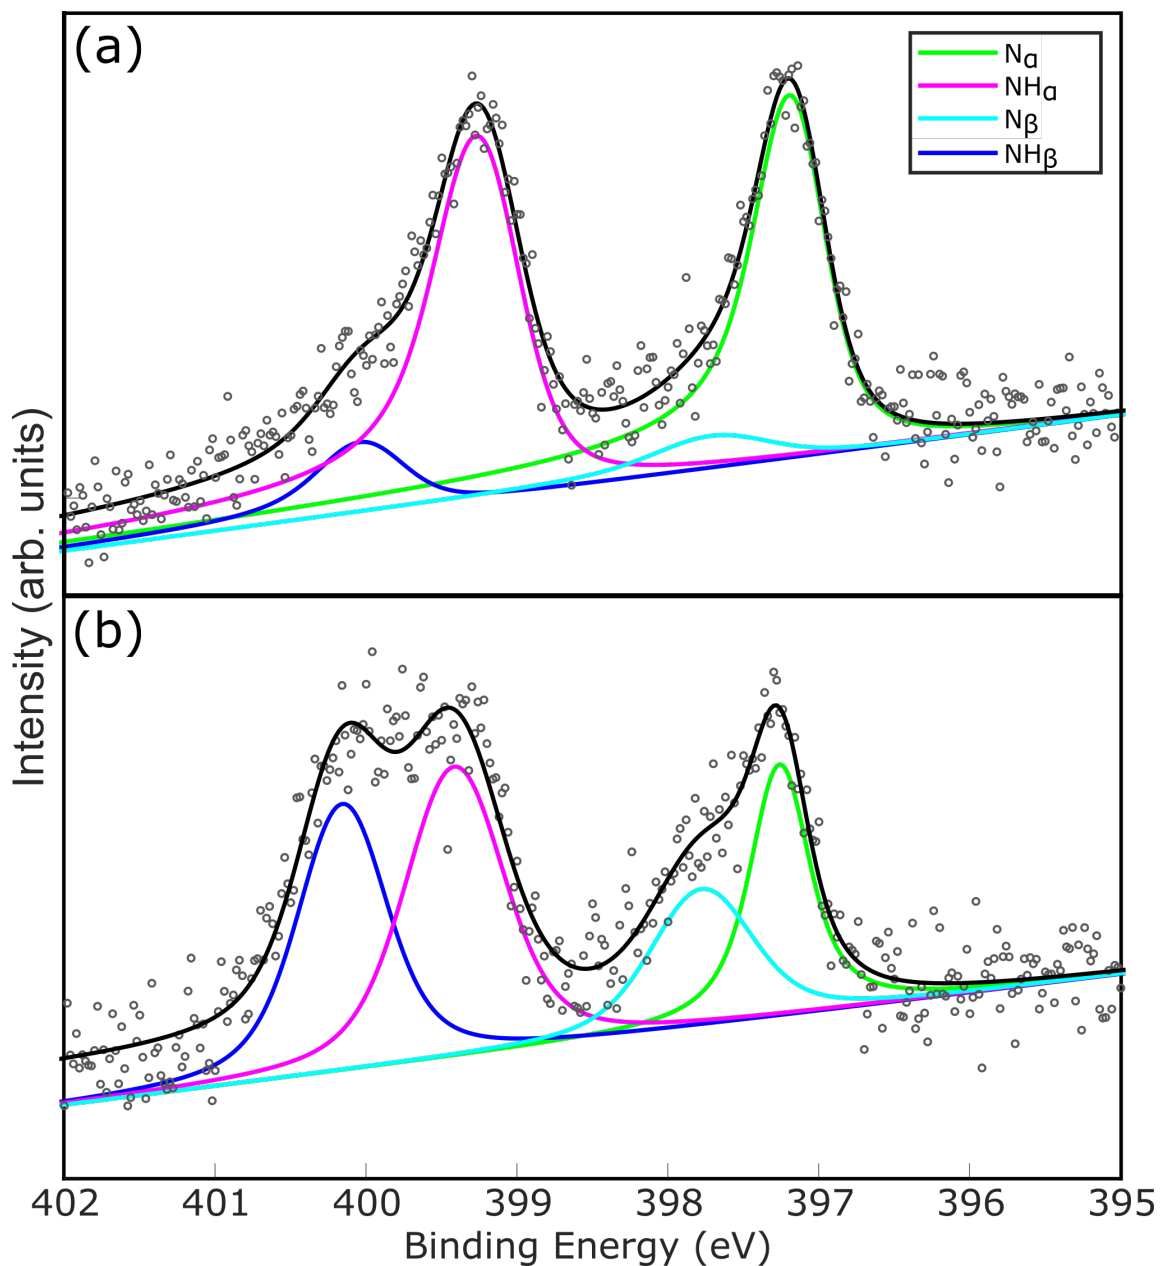 (a)
Nα
NHα
Nβ
NHβ
Intensity (arb. units)
(b)
402 401 400 399 398 397 396 395
Binding Energy (eV)